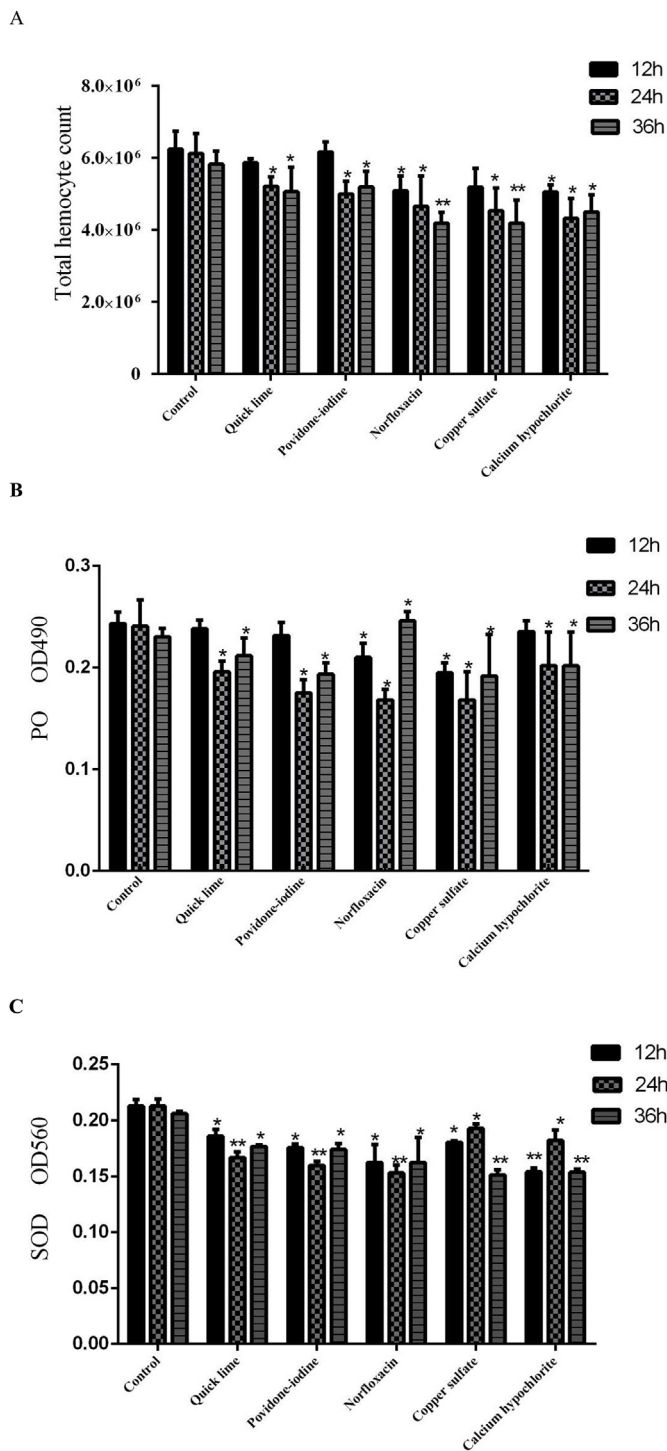 A
12h
24h
36h
Total hemocyte count
8.0×10⁶
6.0×10⁶
4.0×10⁶
2.0×10⁶
0
* * * * * * ** * ** * * *
Control
Quick lime
Povidone-iodine
Norfloxacin
Copper sulfate
Calcium hypochlorite
B
12h
24h
36h
PO OD490
0.3
0.2
0.1
0.0
* * * * * * * * * * * *
Control
Quick lime
Povidone-iodine
Norfloxacin
Copper sulfate
Calcium hypochlorite
C
12h
24h
36h
SOD OD560
0.25
0.20
0.15
0.10
0.05
0.00
* ** * * ** * * ** * * * ** ** * **
Control
Quick lime
Povidone-iodine
Norfloxacin
Copper sulfate
Calcium hypochlorite